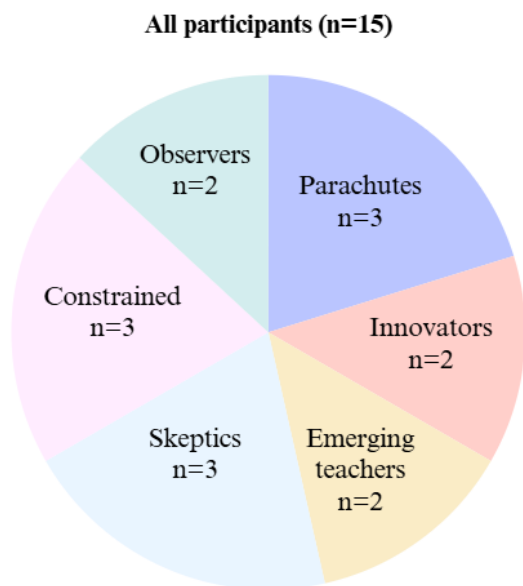 All participants (n=15)
Observers
n=2
Parachutes
n=3
Constrained
n=3
Innovators
n=2
Skeptics
n=3
Emerging
teachers
n=2